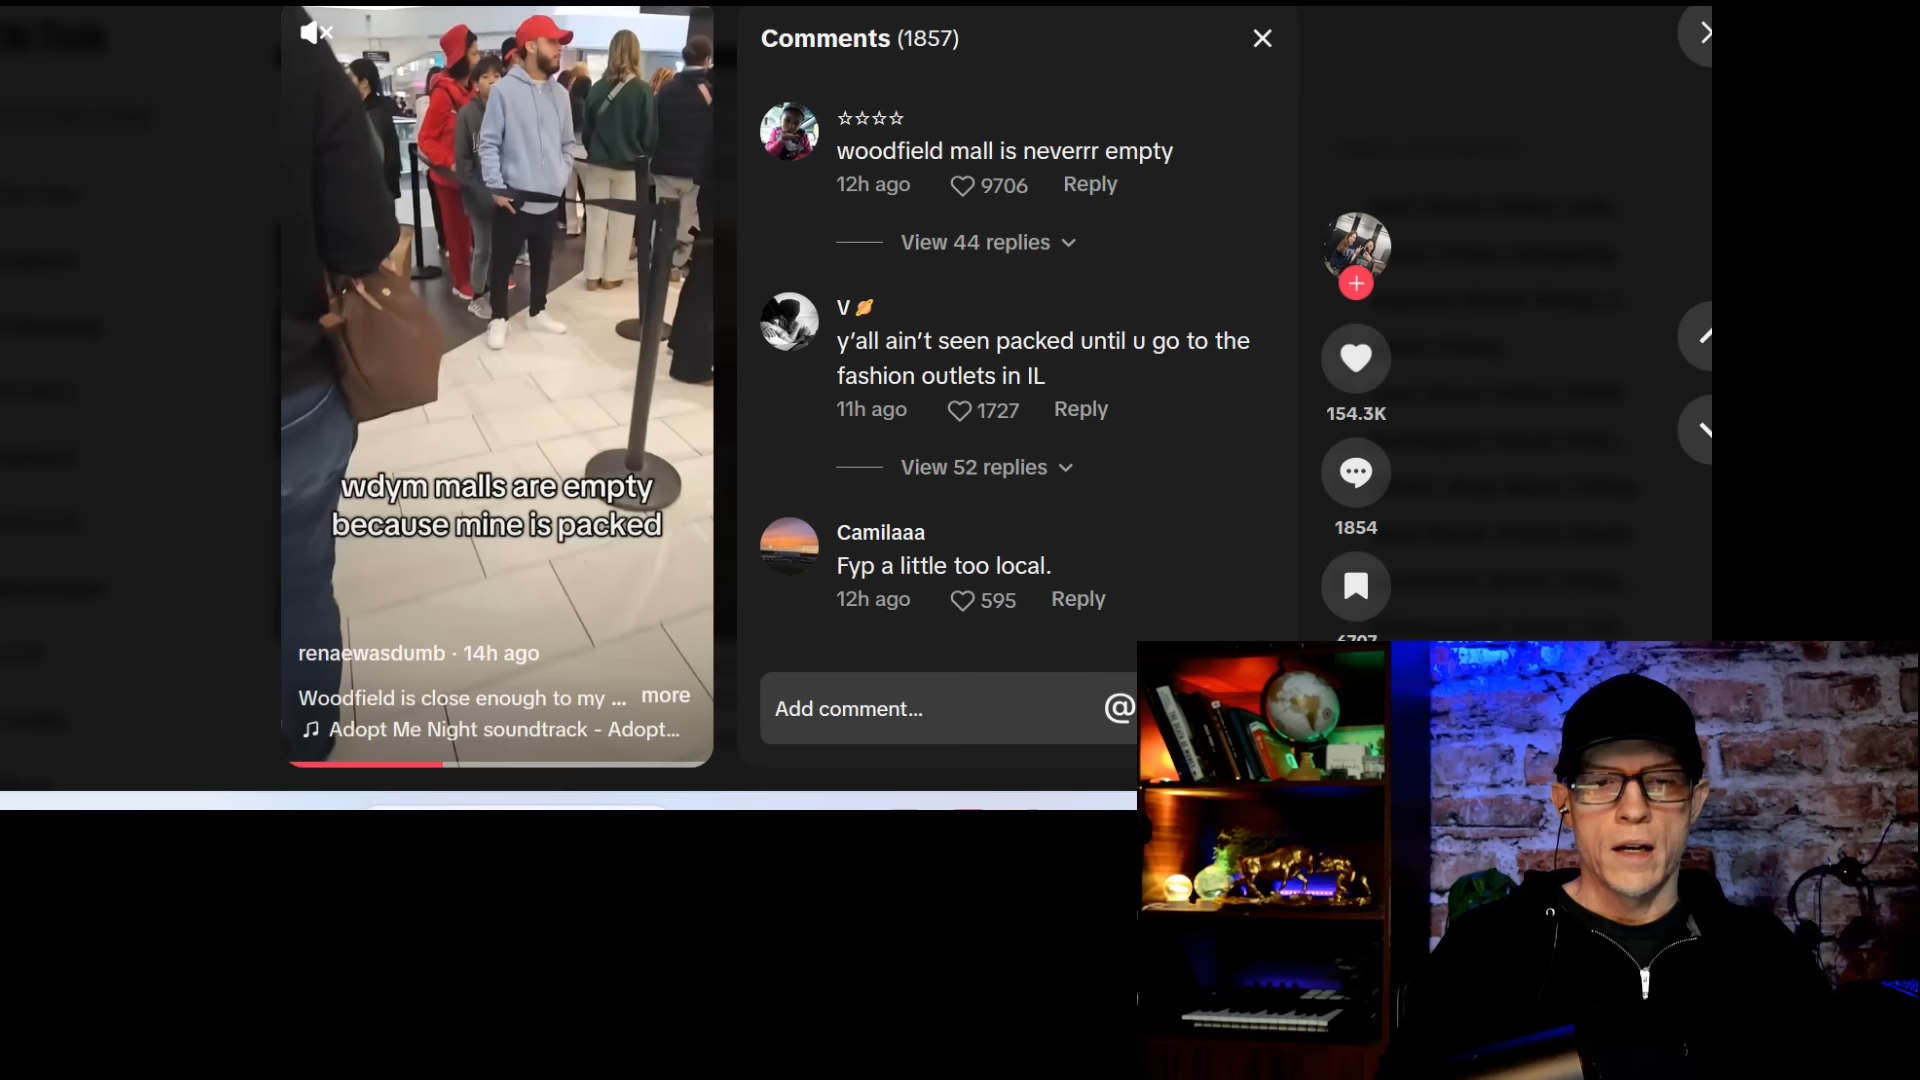 wdym malls are empty
because mine is packed
renaewasdumb · 14h ago
Woodfield is close enough to my ... more
Adopt Me Night soundtrack - Adopt...
Comments (1857)
☆☆☆☆
woodfield mall is neverrr empty
12h ago 9706 Reply
View 44 replies
V 🪐
y'all ain't seen packed until u go to the
fashion outlets in IL
11h ago 1727 Reply
View 52 replies
Camilaaa
Fyp a little too local.
12h ago 595 Reply
Add comment... @
154.3K
1854